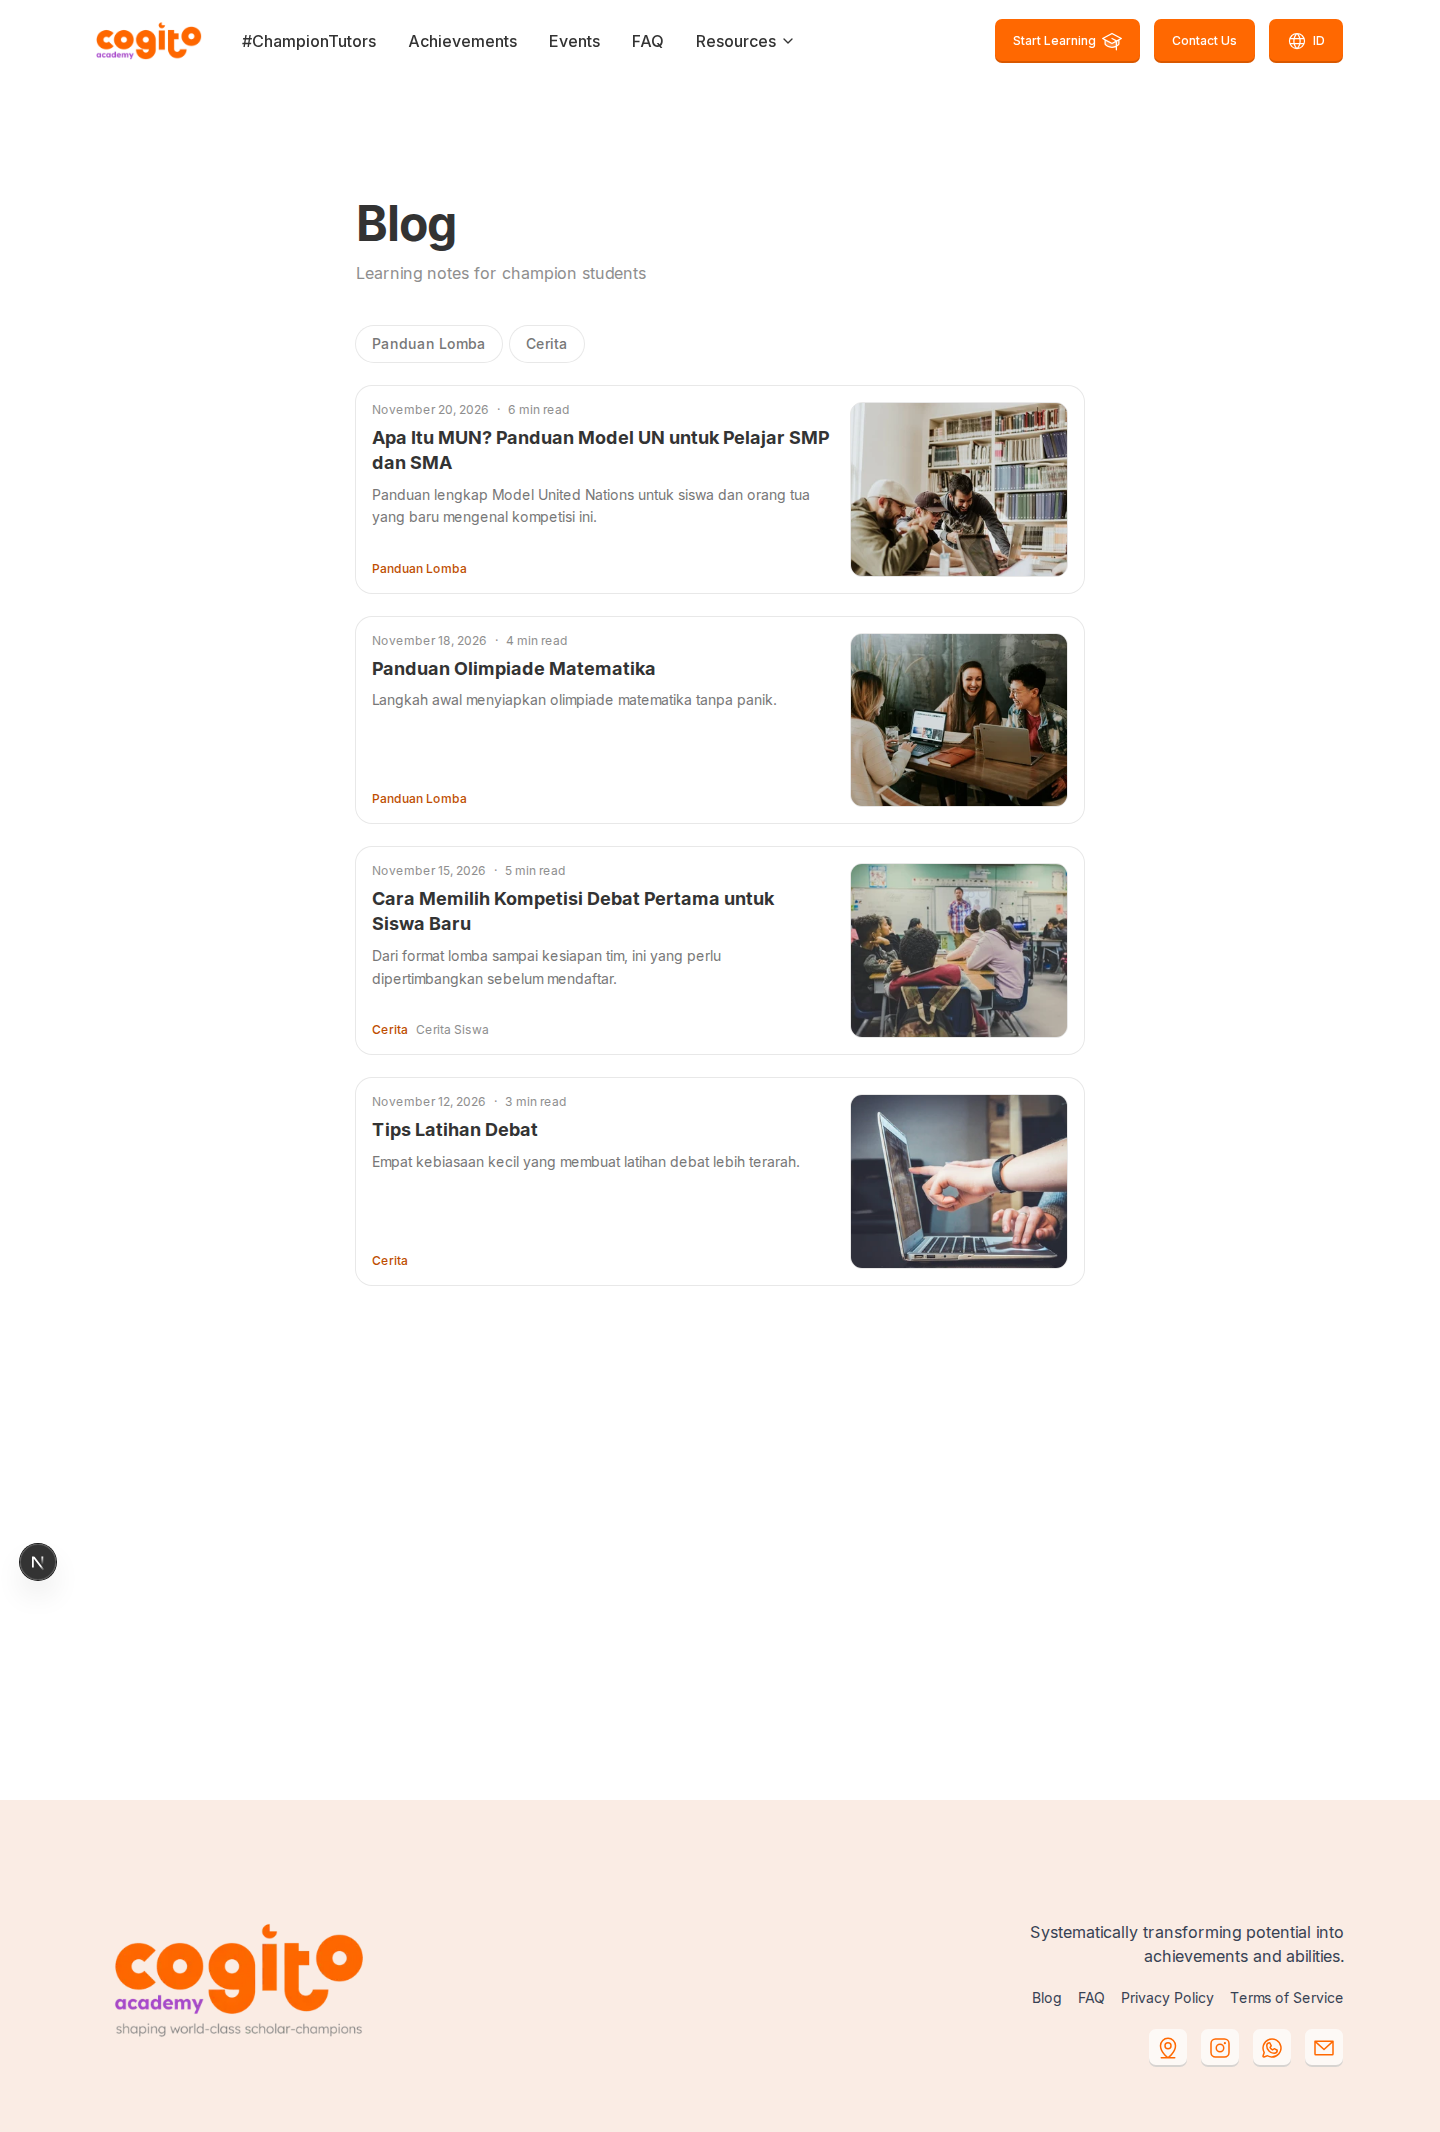 cogito
academy
#ChampionTutors
Achievements
Events
FAQ
Resources
Start Learning
Contact Us
ID
Blog
Learning notes for champion students
Panduan Lomba
Cerita
November 20, 2026 · 6 min read
Apa Itu MUN? Panduan Model UN untuk Pelajar SMP
dan SMA
Panduan lengkap Model United Nations untuk siswa dan orang tua
yang baru mengenal kompetisi ini.
Panduan Lomba
November 18, 2026 · 4 min read
Panduan Olimpiade Matematika
Langkah awal menyiapkan olimpiade matematika tanpa panik.
Panduan Lomba
November 15, 2026 · 5 min read
Cara Memilih Kompetisi Debat Pertama untuk
Siswa Baru
Dari format lomba sampai kesiapan tim, ini yang perlu
dipertimbangkan sebelum mendaftar.
Cerita Cerita Siswa
November 12, 2026 · 3 min read
Tips Latihan Debat
Empat kebiasaan kecil yang membuat latihan debat lebih terarah.
Cerita
N
cogito
academy
shaping world-class scholar-champions
Systematically transforming potential into
achievements and abilities.
Blog
FAQ
Privacy Policy
Terms of Service